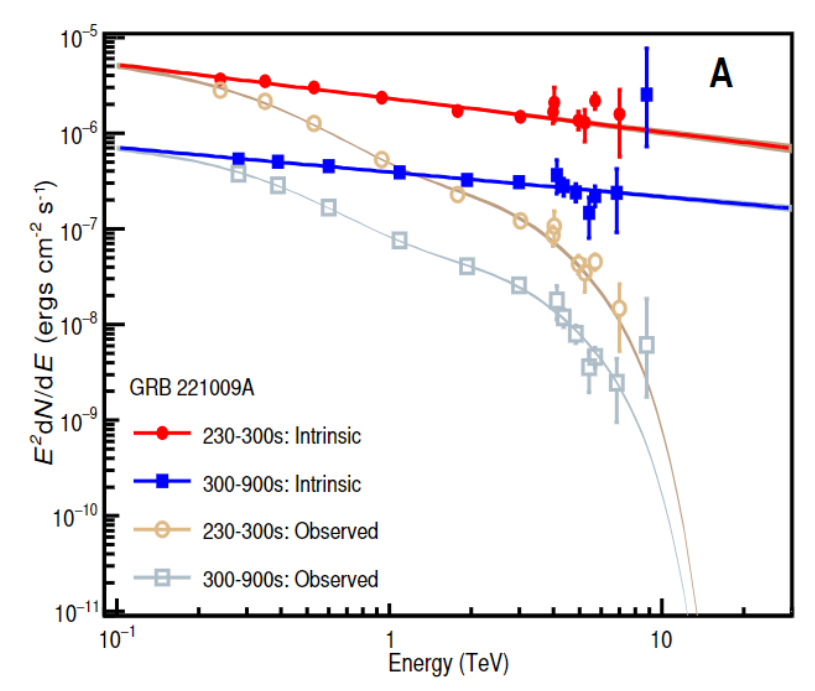 A
10⁻⁵
10⁻⁶
10⁻⁷
10⁻⁸
10⁻⁹
10⁻¹⁰
10⁻¹¹
E²dN/dE (ergs cm⁻² s⁻¹)
GRB 221009A
230-300s: Intrinsic
300-900s: Intrinsic
230-300s: Observed
300-900s: Observed
10⁻¹ 1 10
Energy (TeV)